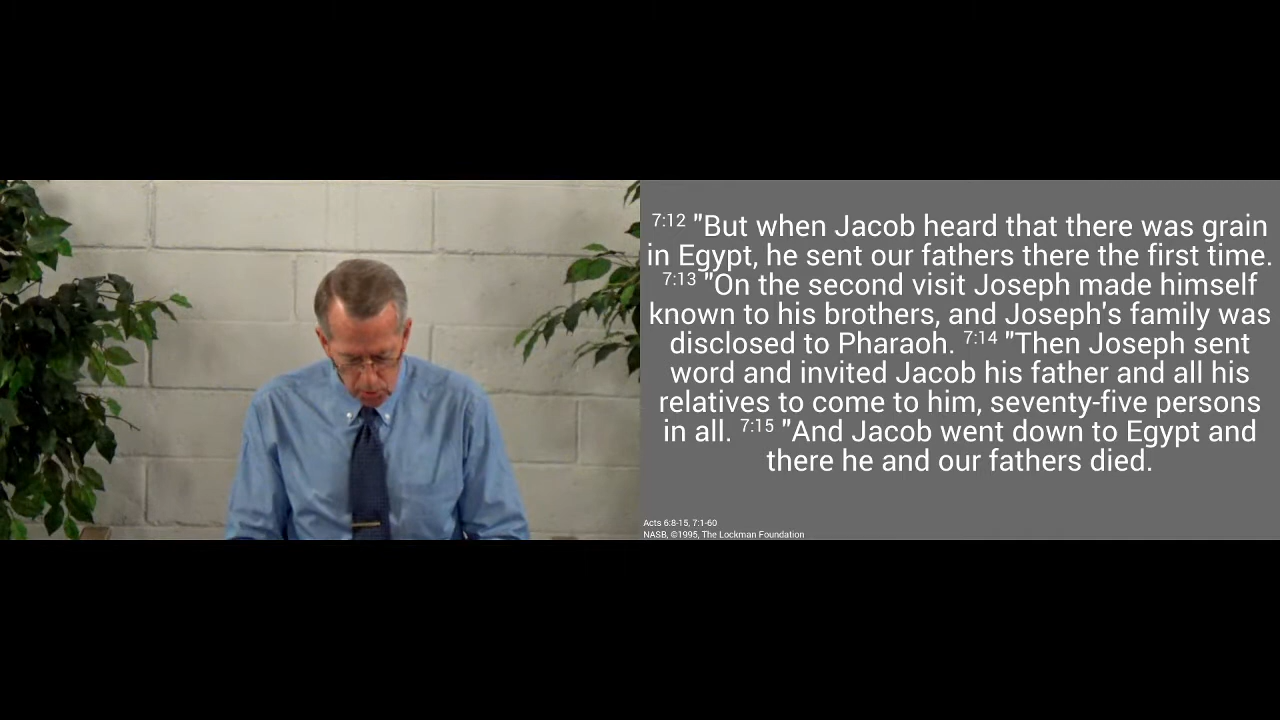 7:12 "But when Jacob heard that there was grain
in Egypt, he sent our fathers there the first time.
7:13 "On the second visit Joseph made himself
known to his brothers, and Joseph's family was
disclosed to Pharaoh. 7:14 "Then Joseph sent
word and invited Jacob his father and all his
relatives to come to him, seventy-five persons
in all. 7:15 "And Jacob went down to Egypt and
there he and our fathers died.
Acts 6:8-15, 7:1-60
NASB, ©1995, The Lockman Foundation